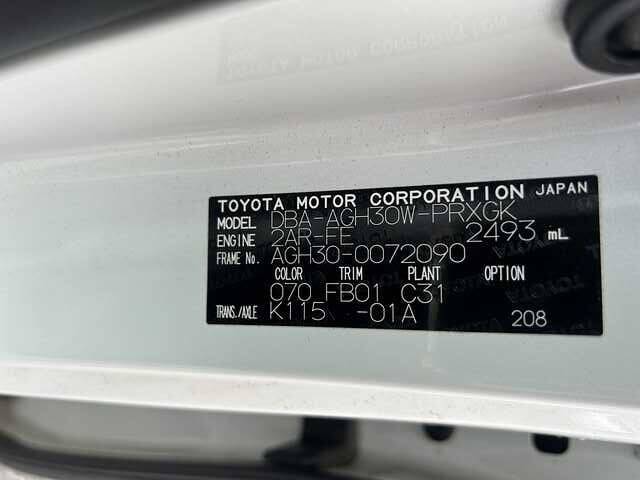 TOYOTA MOTOR CORPORATION JAPAN
MODEL DBA-AGH30W-PRXGK
ENGINE 2AR-FE 2493 mL
FRAME No. AGH30-0072090
COLOR TRIM PLANT OPTION
070 FB01 C31
TRANS./AXLE K115 -01A 208